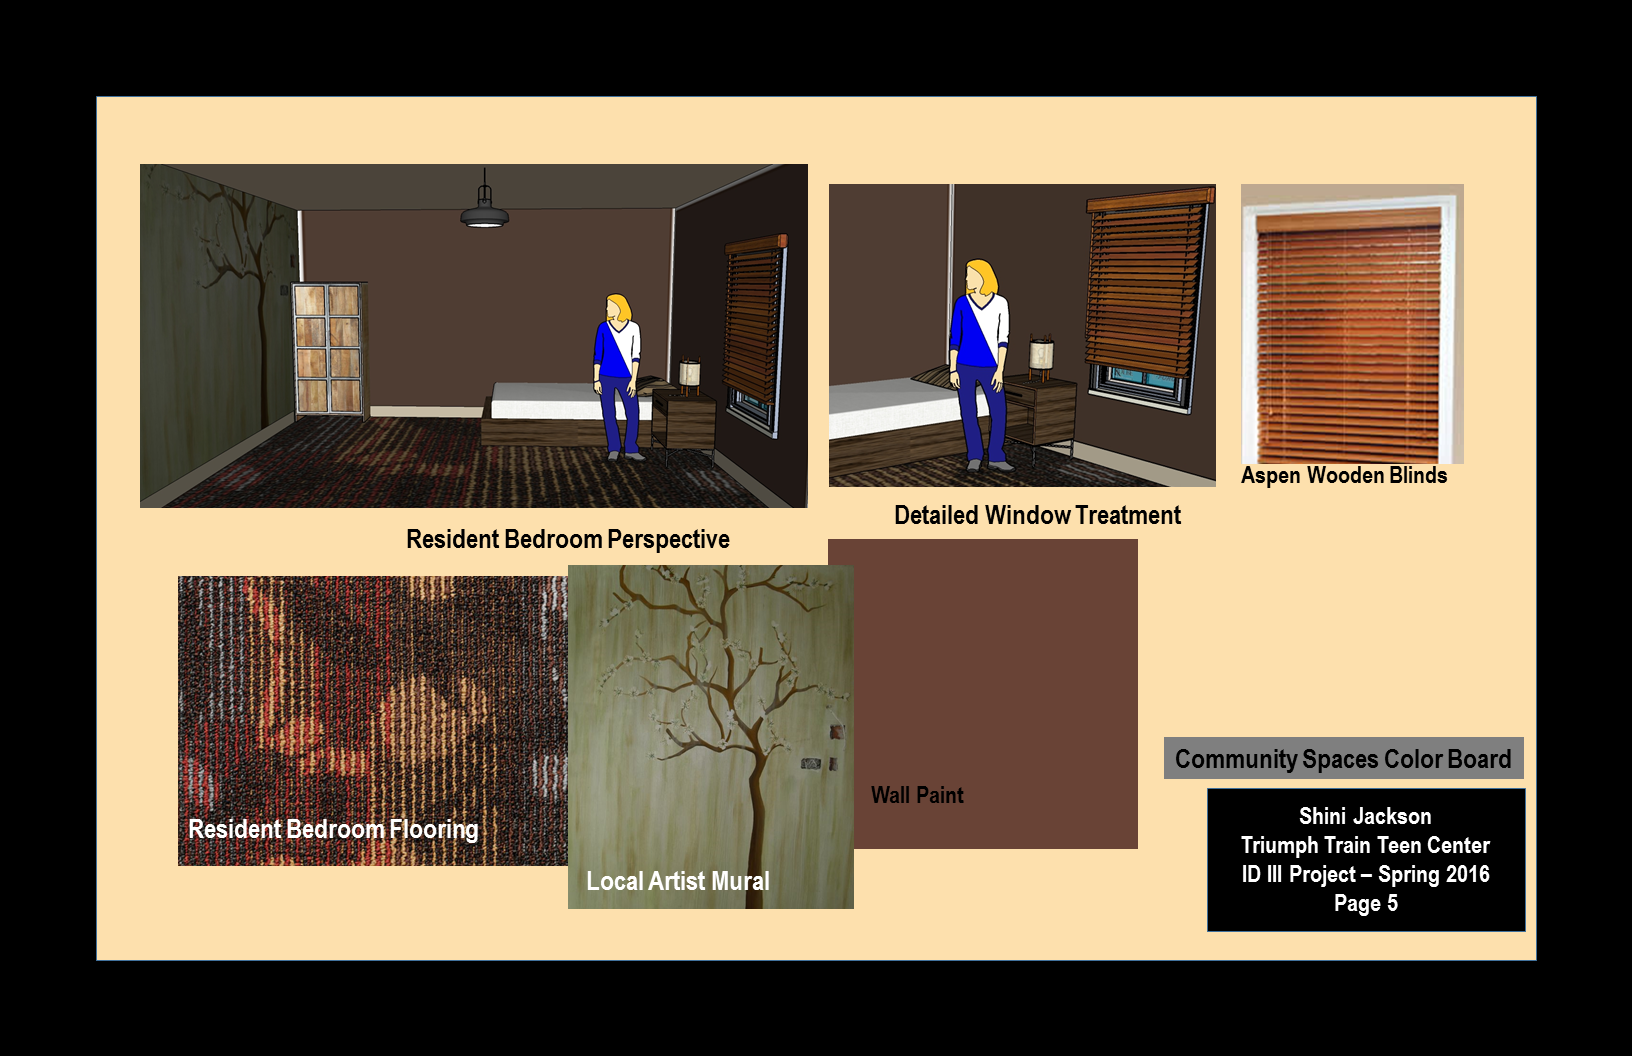 Aspen Wooden Blinds
Detailed Window Treatment
Resident Bedroom Perspective
Resident Bedroom Flooring
Local Artist Mural
Wall Paint
Community Spaces Color Board
Shini Jackson
Triumph Train Teen Center
ID III Project – Spring 2016
Page 5